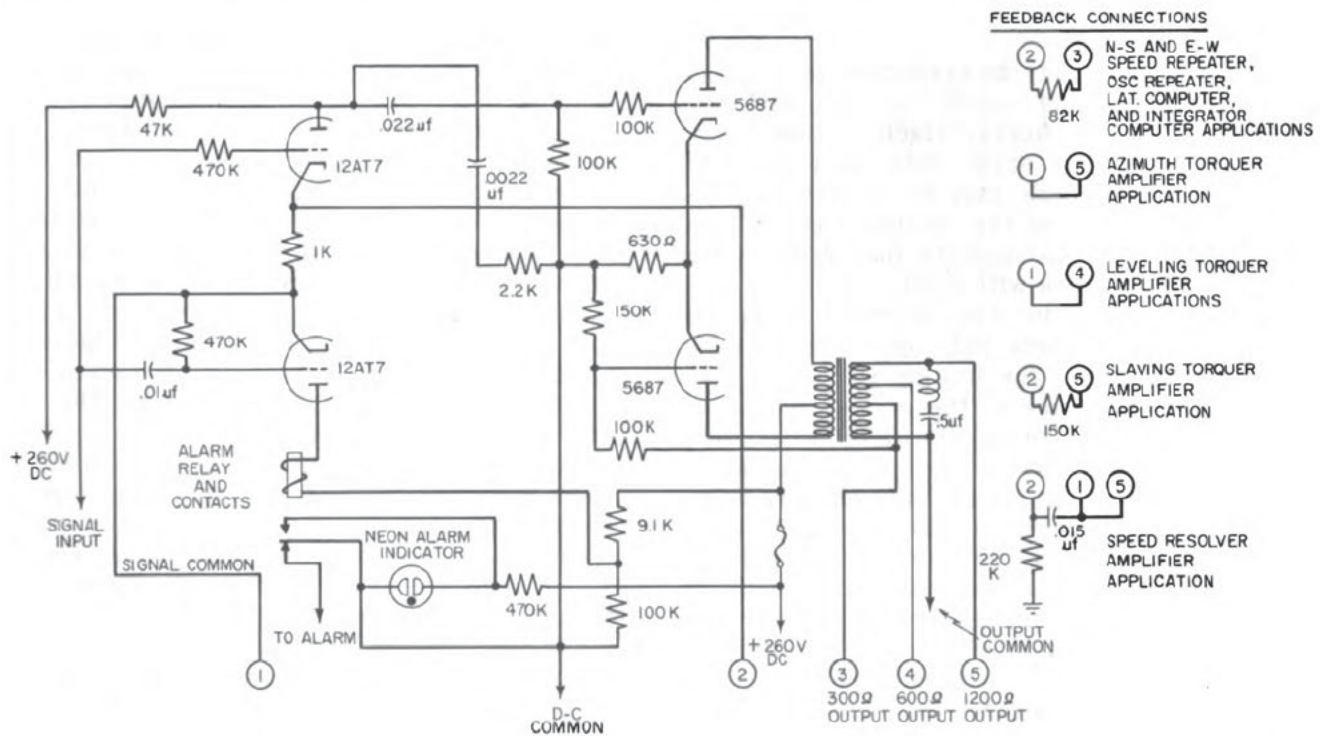 FEEDBACK CONNECTIONS
2
3
N-S AND E-W
SPEED REPEATER,
OSC REPEATER,
LAT. COMPUTER,
AND INTEGRATOR
COMPUTER APPLICATIONS
82K
1
5
AZIMUTH TORQUER
AMPLIFIER
APPLICATION
1
4
LEVELING TORQUER
AMPLIFIER
APPLICATIONS
2
5
SLAVING TORQUER
AMPLIFIER
APPLICATION
150K
2
1
5
.015
uf
220
K
SPEED RESOLVER
AMPLIFIER
APPLICATION
47K
.022uf
100K
5687
470K
12AT7
.0022
uf
100K
1K
630Ω
2.2K
150K
470K
12AT7
5687
.01uf
100K
.5uf
+260V
DC
ALARM
RELAY
AND
CONTACTS
SIGNAL
INPUT
9.1K
NEON ALARM
INDICATOR
SIGNAL COMMON
470K
100K
TO ALARM
+260V
DC
OUTPUT
COMMON
1
2
3
4
5
D-C
COMMON
300Ω
OUTPUT
600Ω
OUTPUT
1200Ω
OUTPUT